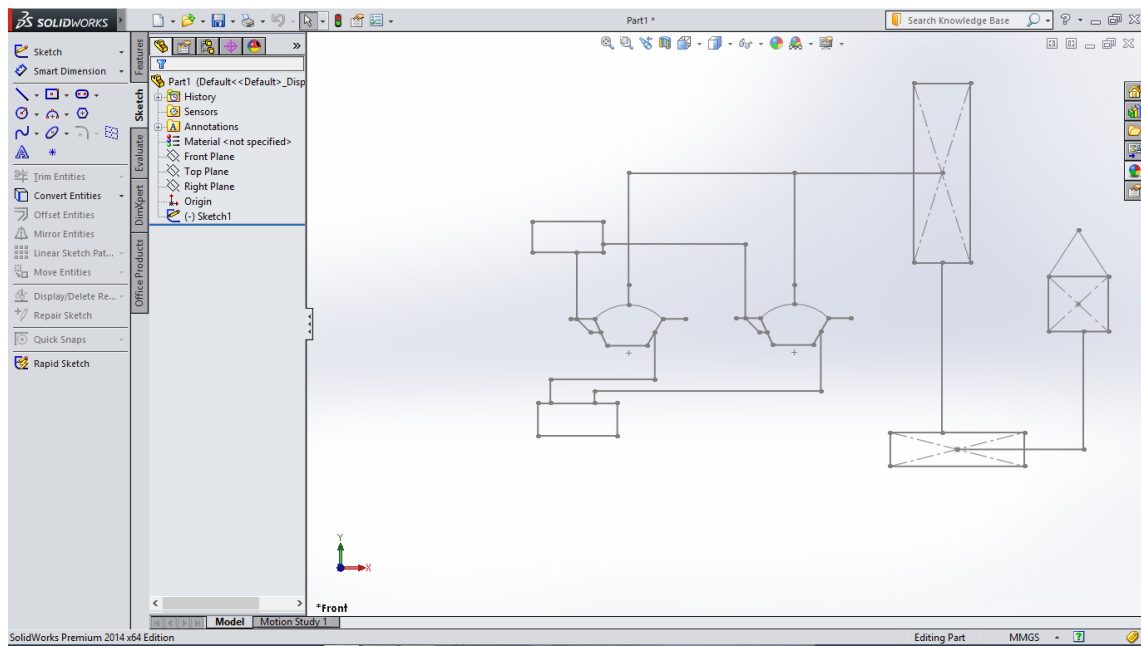 SOLIDWORKS
Part1 *
Search Knowledge Base
Sketch
Smart Dimension
Trim Entities
Convert Entities
Offset Entities
Mirror Entities
Linear Sketch Pat...
Move Entities
Display/Delete Re...
Repair Sketch
Quick Snaps
Rapid Sketch
Features
Sketch
Evaluate
DimXpert
Office Products
»
Part1 (Default<<Default>_Disp
History
Sensors
A Annotations
Material <not specified>
Front Plane
Top Plane
Right Plane
Origin
(-) Sketch1
Y
X
*Front
Model
Motion Study 1
SolidWorks Premium 2014 x64 Edition
Editing Part
MMGS
?